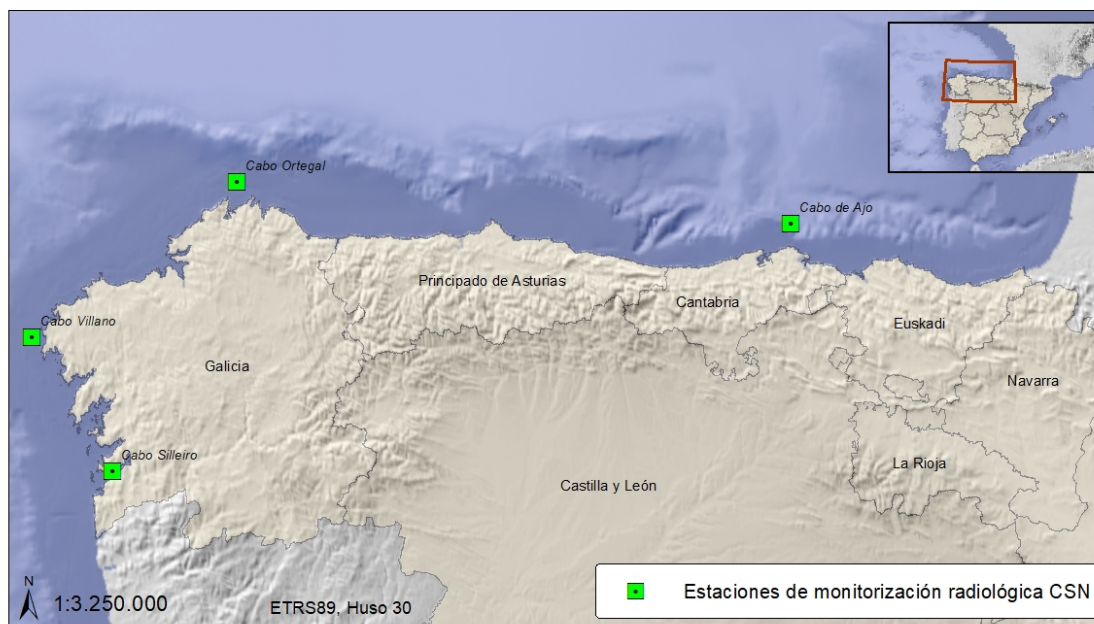 Cabo Ortegal
Cabo de Ajo
Principado de Asturias
Cantabria
Cabo Villano
Euskadi
Galicia
Navarra
Cabo Silleiro
La Rioja
Castilla y León
N
1:3.250.000
ETRS89, Huso 30
Estaciones de monitorización radiológica CSN